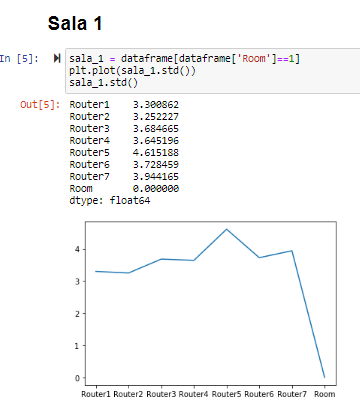 Sala 1
In [5]:
sala_1 = dataframe[dataframe['Room']==1]
plt.plot(sala_1.std())
sala_1.std()
Out[5]:
Router1 3.300862
Router2 3.252227
Router3 3.684665
Router4 3.645196
Router5 4.615188
Router6 3.728459
Router7 3.944165
Room 0.000000
dtype: float64
4
3
2
1
0
Router1 Router2 Router3 Router4 Router5 Router6 Router7 Room